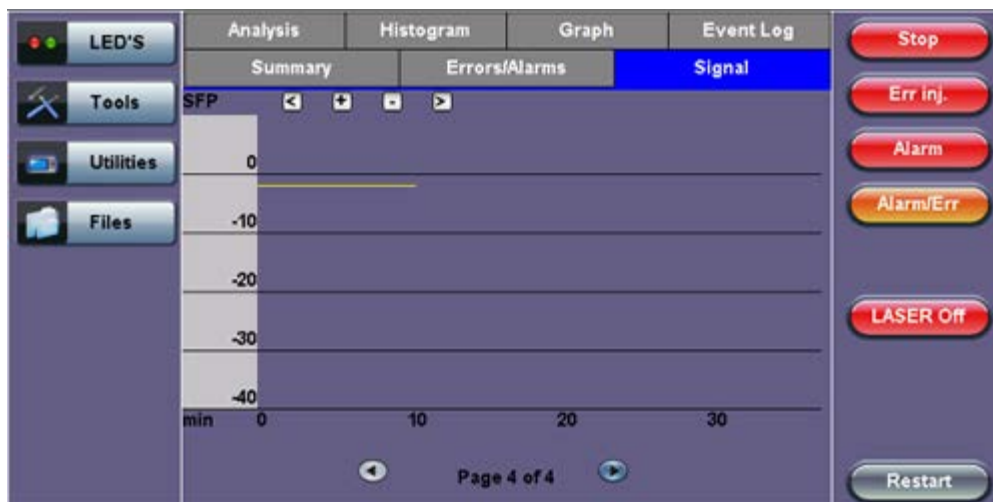 LED'S
Tools
Utilities
Files
Analysis Histogram Graph Event Log
Summary Errors/Alarms Signal
SFP < + - >
0
-10
-20
-30
-40
min 0 10 20 30
Page 4 of 4
Stop
Err inj.
Alarm
Alarm/Err
LASER Off
Restart